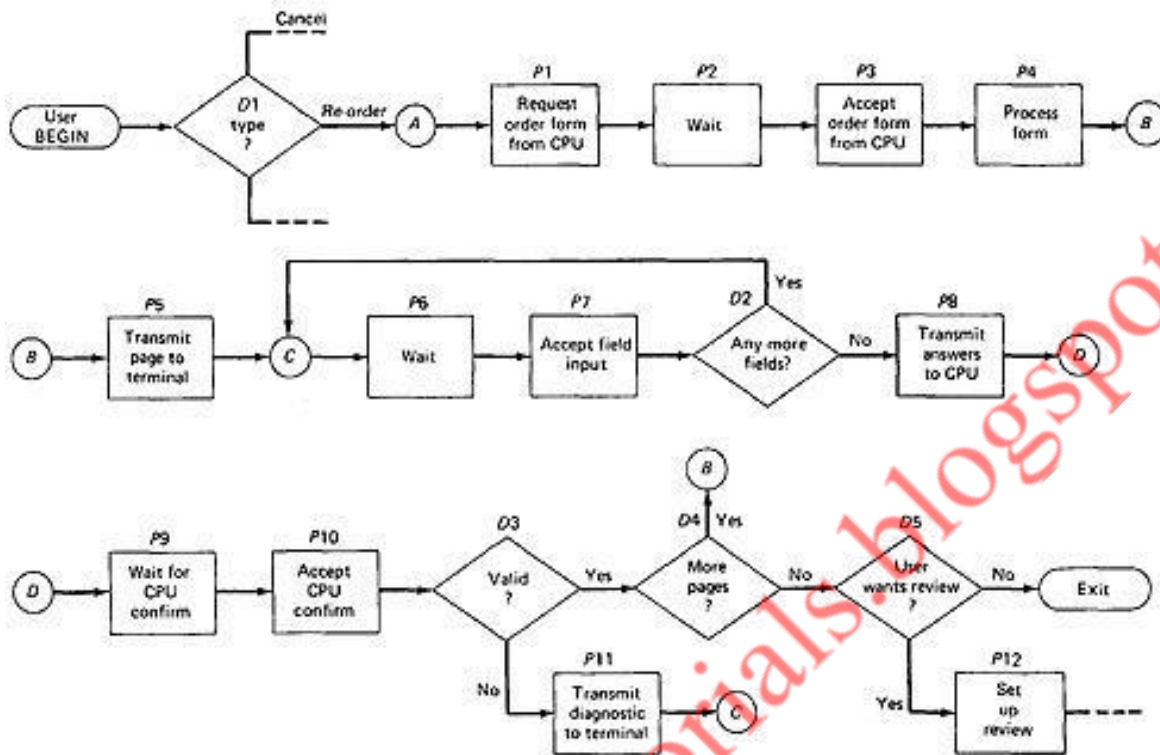 Cancel
User
BEGIN
D1
type
?
Re-order
A
P1
Request
order form
from CPU
P2
Wait
P3
Accept
order form
from CPU
P4
Process
form
B
B
P5
Transmit
page to
terminal
C
P6
Wait
P7
Accept field
input
D2
Any more
fields?
Yes
No
P8
Transmit
answers
to CPU
D
D
P9
Wait for
CPU
confirm
P10
Accept
CPU
confirm
D3
Valid
?
Yes
No
P11
Transmit
diagnostic
to terminal
C
B
D4
Yes
More
pages
?
No
D5
User
wants review
?
No
Exit
Yes
P12
Set
up
review
orials.blogspot